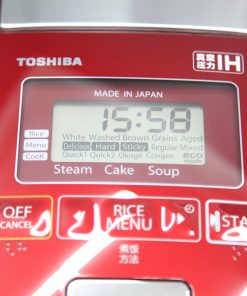 TOSHIBA
真空圧力IH
MADE IN JAPAN
15:58
Rice
Menu
Cook
White Washed Brown Grains Aged
Delicious Hard Sticky Regular Mixed
Quick1 Quick2 Okoge Congee eco mode
Steam Cake Soup
OFF
CANCEL
RICE
MENU
STA
煮飯
方法